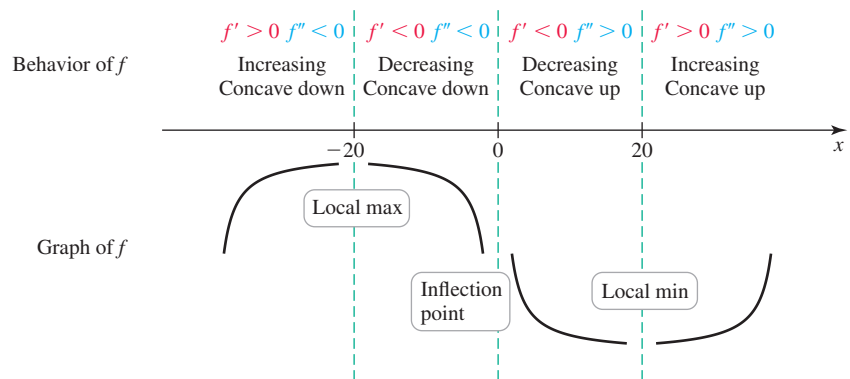 f′ > 0 f″ < 0 f′ < 0 f″ < 0 f′ < 0 f″ > 0 f′ > 0 f″ > 0
Behavior of f
Increasing Decreasing Decreasing Increasing
Concave down Concave down Concave up Concave up
−20 0 20 x
Local max
Graph of f
Inflection
point
Local min